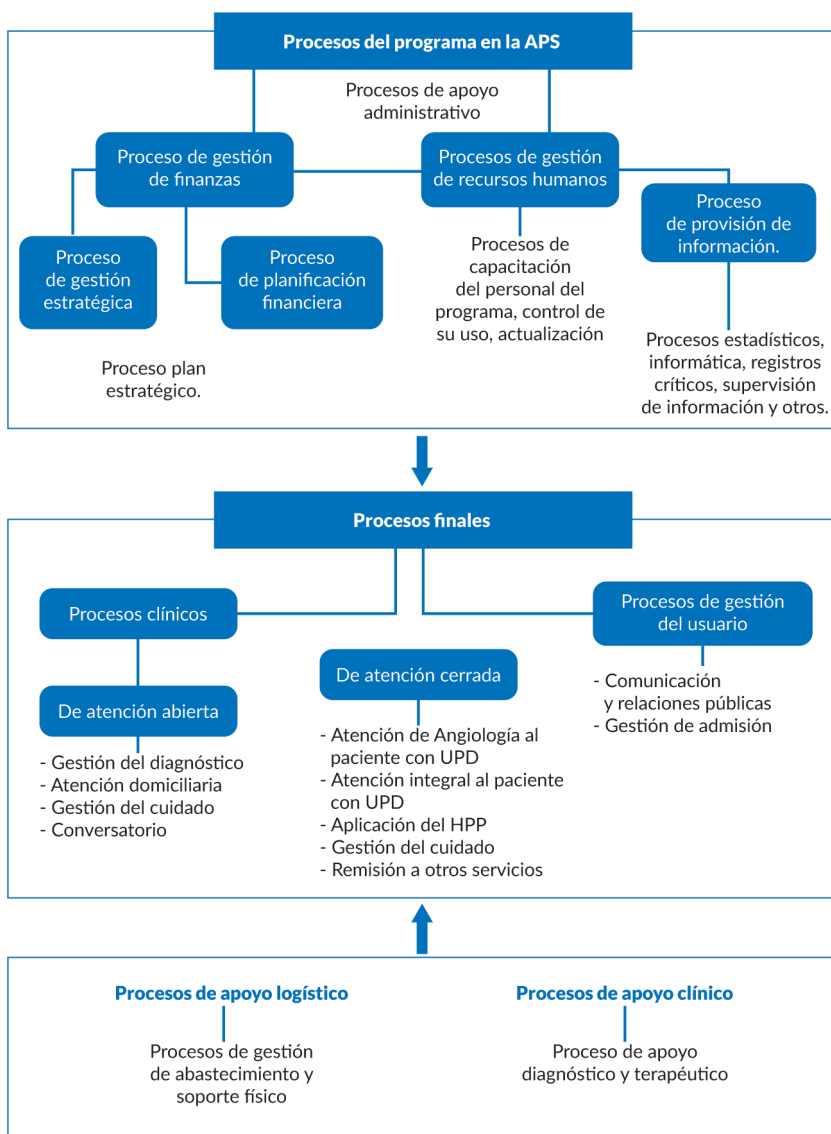 Procesos del programa en la APS
Procesos de apoyo
administrativo
Proceso de gestión
de finanzas
Procesos de gestión
de recursos humanos
Proceso
de provisión de
información.
Proceso
de gestión
estratégica
Proceso
de planificación
financiera
Procesos de
capacitación
del personal del
programa, control de
su uso, actualización
Proceso plan
estratégico.
Procesos estadísticos,
informática, registros
críticos, supervisión
de información y otros.
Procesos finales
Procesos clínicos
Procesos de gestión
del usuario
De atención abierta
De atención cerrada
- Comunicación
y relaciones públicas
- Gestión de admisión
- Gestión del diagnóstico
- Atención domiciliaria
- Gestión del cuidado
- Conversatorio
- Atención de Angiología al
paciente con UPD
- Atención integral al paciente
con UPD
- Aplicación del HPP
- Gestión del cuidado
- Remisión a otros servicios
Procesos de apoyo logístico
Procesos de gestión
de abastecimiento y
soporte físico
Procesos de apoyo clínico
Proceso de apoyo
diagnóstico y terapéutico